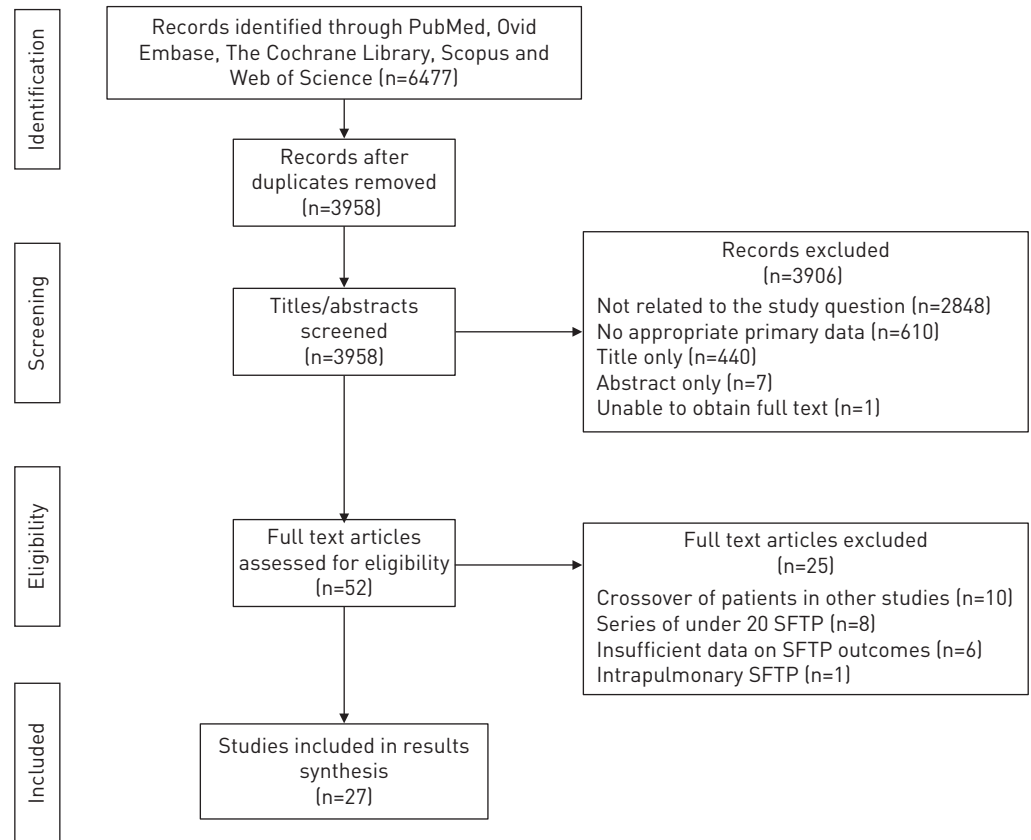 Identification
Records identified through PubMed, Ovid
Embase, The Cochrane Library, Scopus and
Web of Science (n=6477)
Records after
duplicates removed
(n=3958)
Screening
Titles/abstracts
screened
(n=3958)
Records excluded
(n=3906)
Not related to the study question (n=2848)
No appropriate primary data (n=610)
Title only (n=440)
Abstract only (n=7)
Unable to obtain full text (n=1)
Eligibility
Full text articles
assessed for eligibility
(n=52)
Full text articles excluded
(n=25)
Crossover of patients in other studies (n=10)
Series of under 20 SFTP (n=8)
Insufficient data on SFTP outcomes (n=6)
Intrapulmonary SFTP (n=1)
Included
Studies included in results
synthesis
(n=27)